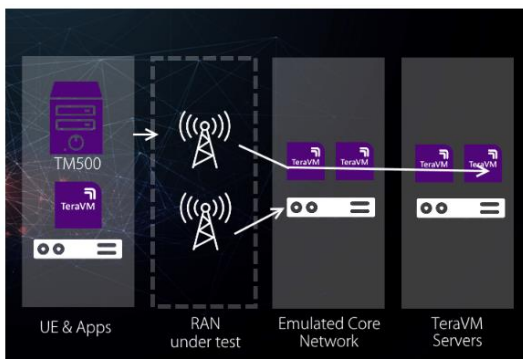 TM500
TeraVM
TeraVM
TeraVM
TeraVM
TeraVM
UE & Apps
RAN
under test
Emulated Core
Network
TeraVM
Servers